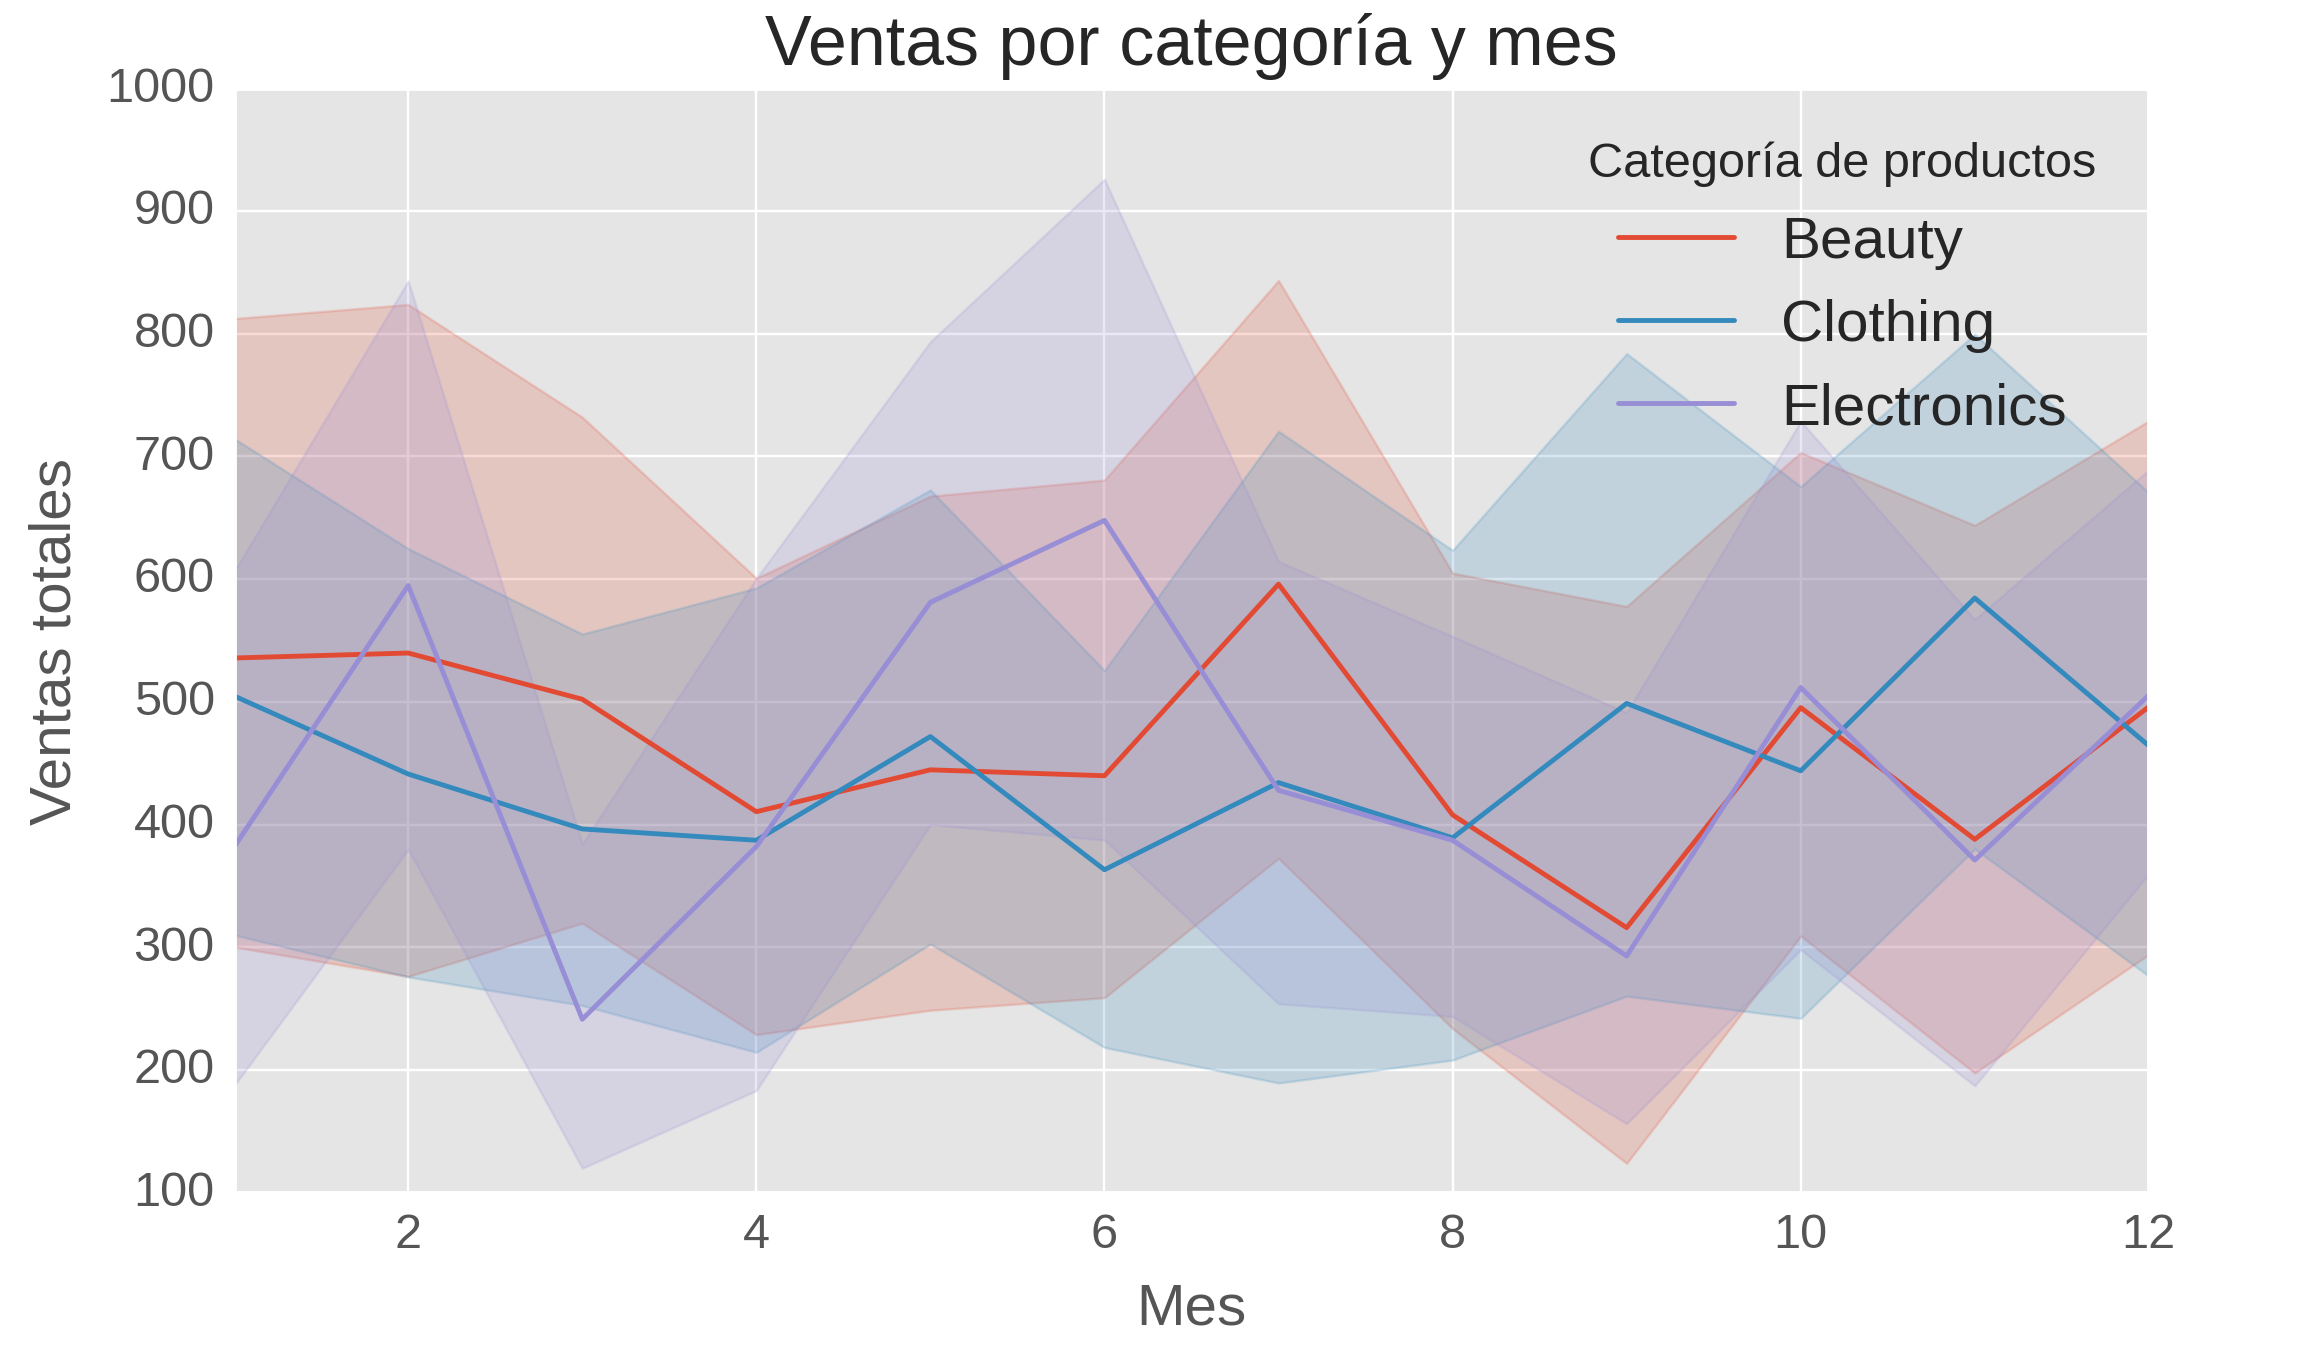 Ventas por categoría y mes
1000
900
800
700
600
500
400
300
200
100
Ventas totales
Categoría de productos
Beauty
Clothing
Electronics
2 4 6 8 10 12
Mes